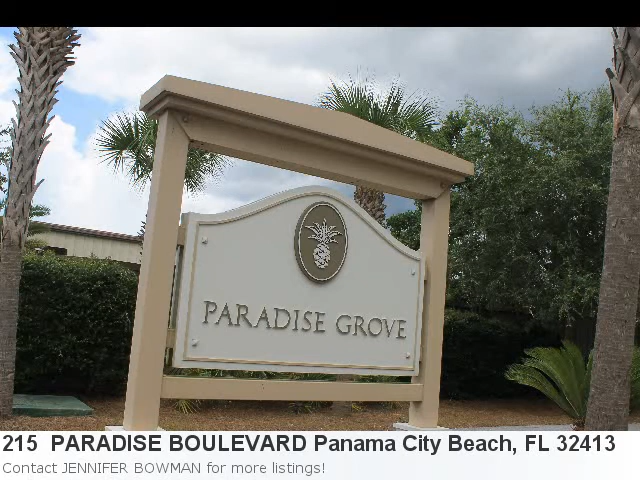 PARADISE GROVE
215 PARADISE BOULEVARD Panama City Beach, FL 32413
Contact JENNIFER BOWMAN for more listings!